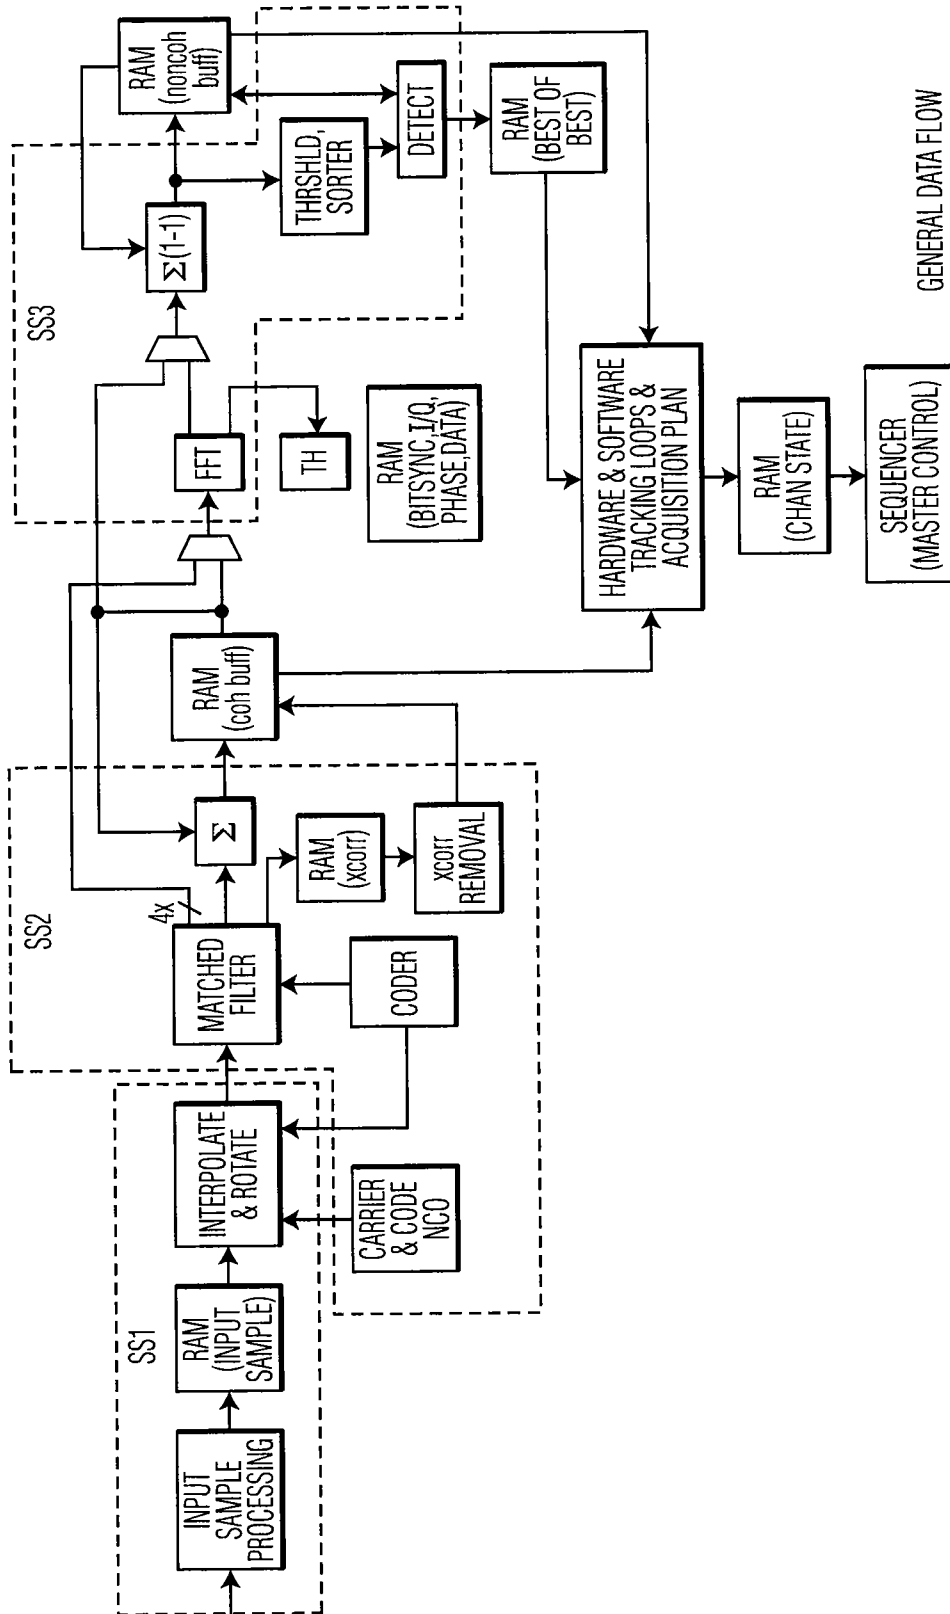 SS1
INPUT
SAMPLE
PROCESSING
RAM
(INPUT
SAMPLE)
INTERPOLATE
& ROTATE
CARRIER
& CODE
NCO
SS2
MATCHED
FILTER
4x
Σ
CODER
RAM
(xcorr)
xcorr
REMOVAL
RAM
(coh buff)
SS3
FFT
TH
RAM
(BITSYNC,I/Q,
PHASE,DATA)
Σ(1-1)
RAM
(noncoh
buff)
THRSHLD,
SORTER
DETECT
RAM
(BEST OF
BEST)
HARDWARE & SOFTWARE
TRACKING LOOPS &
ACQUISITION PLAN
RAM
(CHAN STATE)
SEQUENCER
(MASTER CONTROL)
GENERAL DATA FLOW